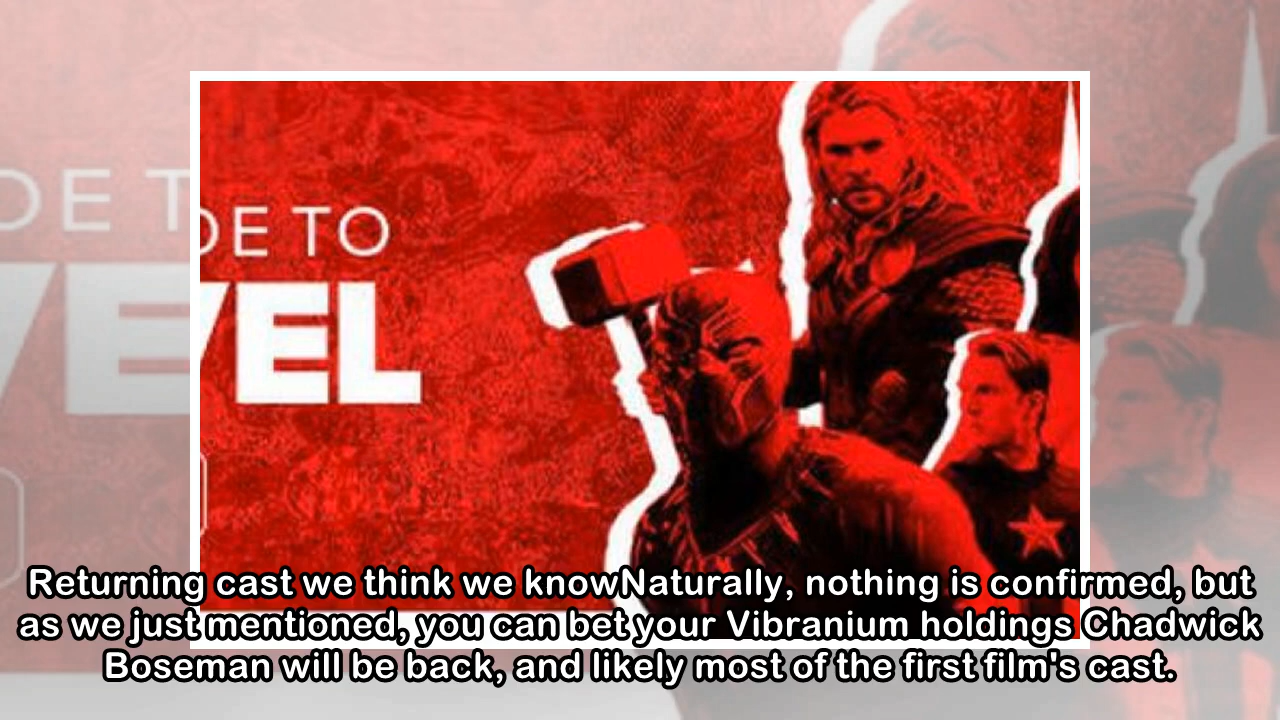 DE TO
VEL
Returning cast we think we knowNaturally, nothing is confirmed, but
as we just mentioned, you can bet your Vibranium holdings Chadwick
Boseman will be back, and likely most of the first film's cast.